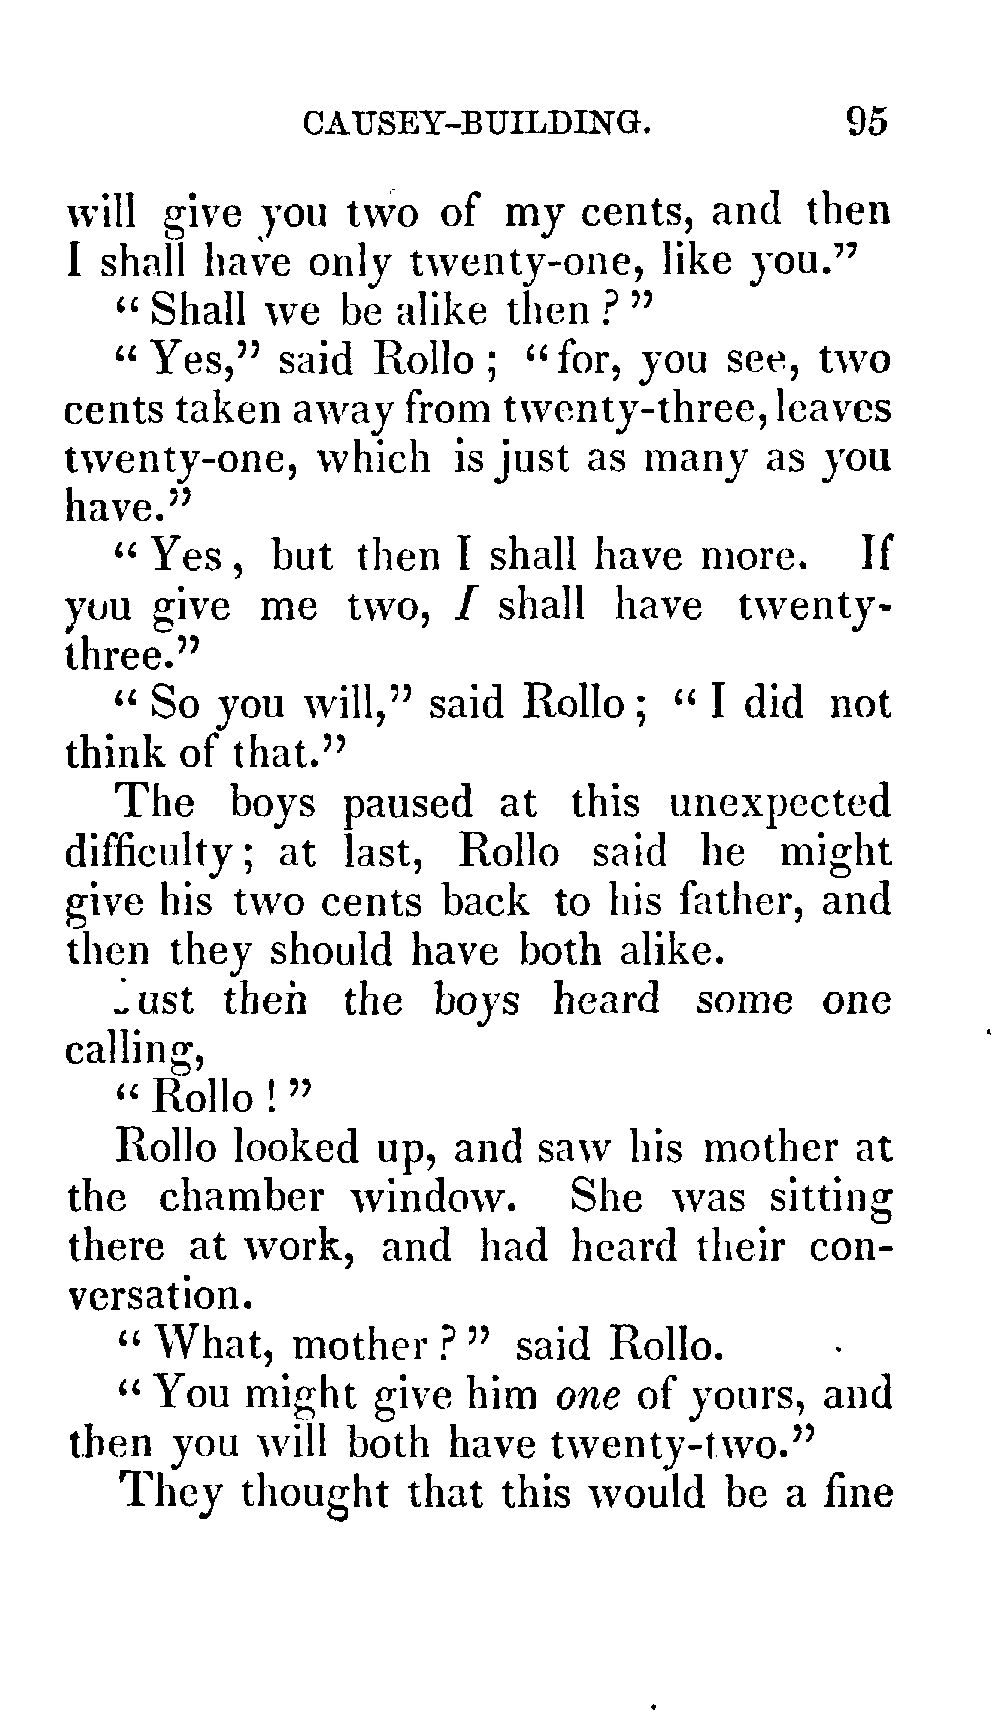 CAUSEY-BUILDING. 95
will give you two of my cents, and then
I shall have only twenty-one, like you."
"Shall we be alike then?"
"Yes," said Rollo; "for, you see, two
cents taken away from twenty-three, leaves
twenty-one, which is just as many as you
have."
"Yes, but then I shall have more. If
you give me two, I shall have twenty-
three."
"So you will," said Rollo; "I did not
think of that."
The boys paused at this unexpected
difficulty; at last, Rollo said he might
give his two cents back to his father, and
then they should have both alike.
Just then the boys heard some one
calling,
"Rollo!"
Rollo looked up, and saw his mother at
the chamber window. She was sitting
there at work, and had heard their con-
versation.
"What, mother?" said Rollo.
"You might give him one of yours, and
then you will both have twenty-two."
They thought that this would be a fine